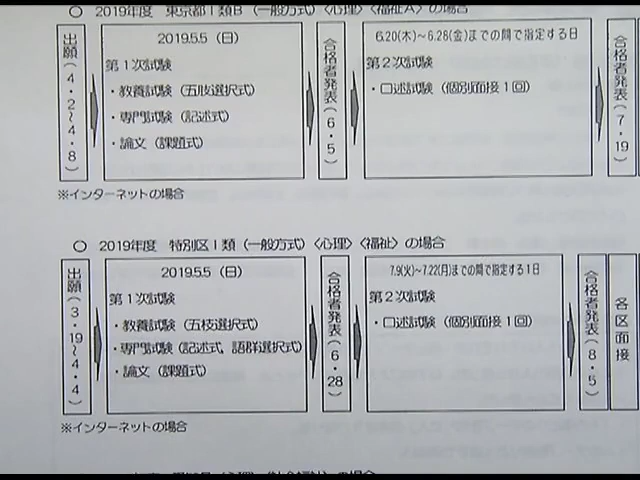 ○ 2019年度 東京都Ⅰ類B(一般方式)〈心理〉〈福祉A〉の場合
出願(4・2～4・8)
2019.5.5(日)
第1次試験
・教養試験(五肢選択式)
・専門試験(記述式)
・論文(課題式)
合格者発表(6・5)
6.20(木)～6.28(金)までの間で指定する日
第2次試験
・口述試験(個別面接1回)
合格者発表(7・19)
※インターネットの場合
○ 2019年度 特別区Ⅰ類(一般方式)〈心理〉〈福祉〉の場合
出願(3・19～4・4)
2019.5.5(日)
第1次試験
・教養試験(五枝選択式)
・専門試験(記述式、語群選択式)
・論文(課題式)
合格者発表(6・28)
7.9(火)～7.22(月)までの間で指定する1日
第2次試験
・口述試験(個別面接1回)
合格者発表(8・5)
各区面接
※インターネットの場合
の場合